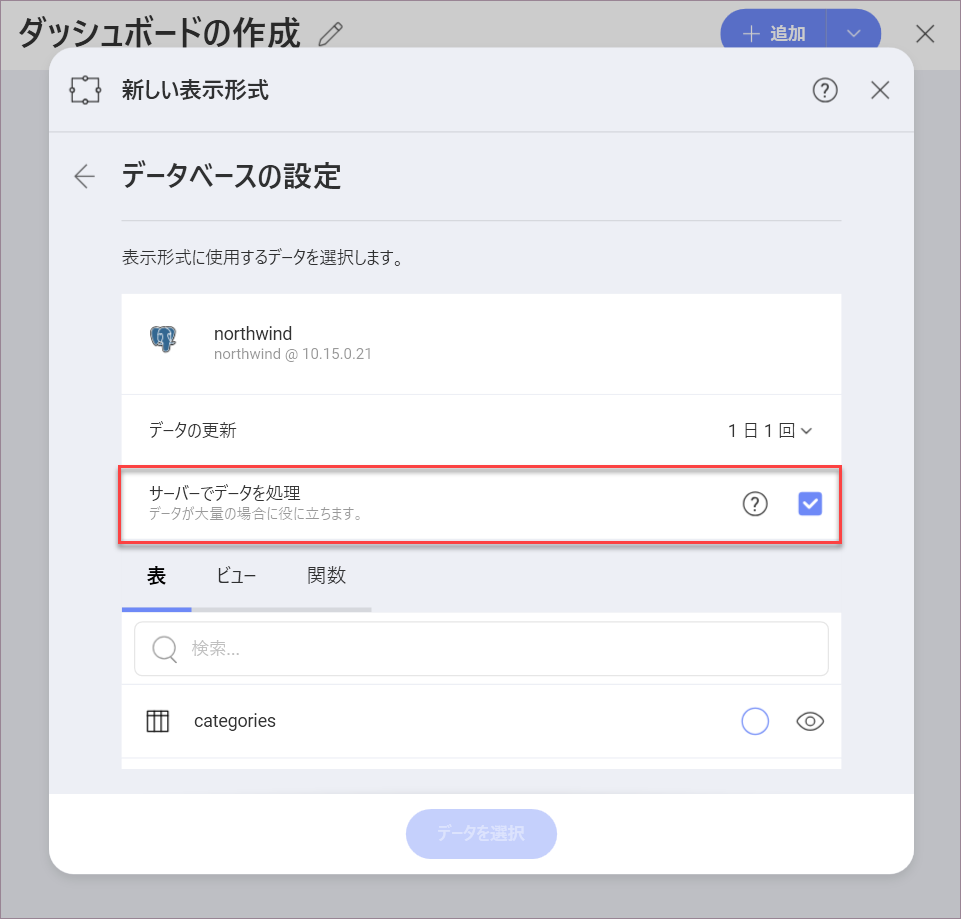 ダッシュボードの作成
追加
新しい表示形式
データベースの設定
表示形式に使用するデータを選択します。
northwind
northwind @ 10.15.0.21
データの更新
1 日 1 回
サーバーでデータを処理
データが大量の場合に役に立ちます。
表 ビュー 関数
検索...
categories
データを選択